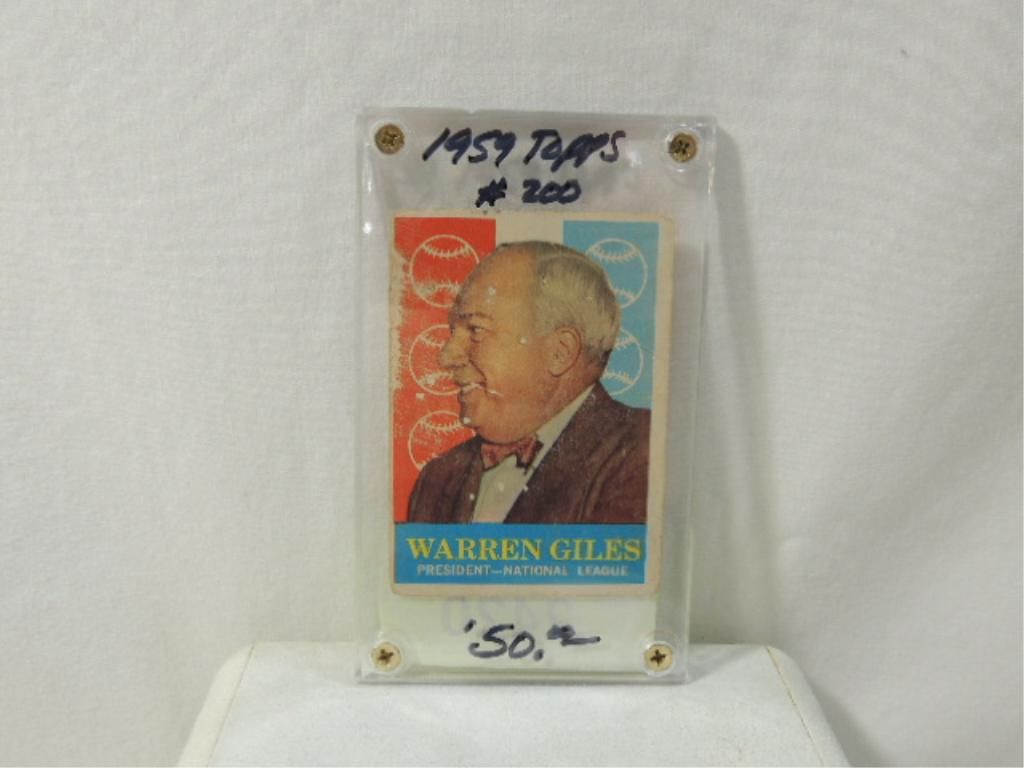 1959 Topps
# 200
WARREN GILES
PRESIDENT—NATIONAL LEAGUE
'50.00